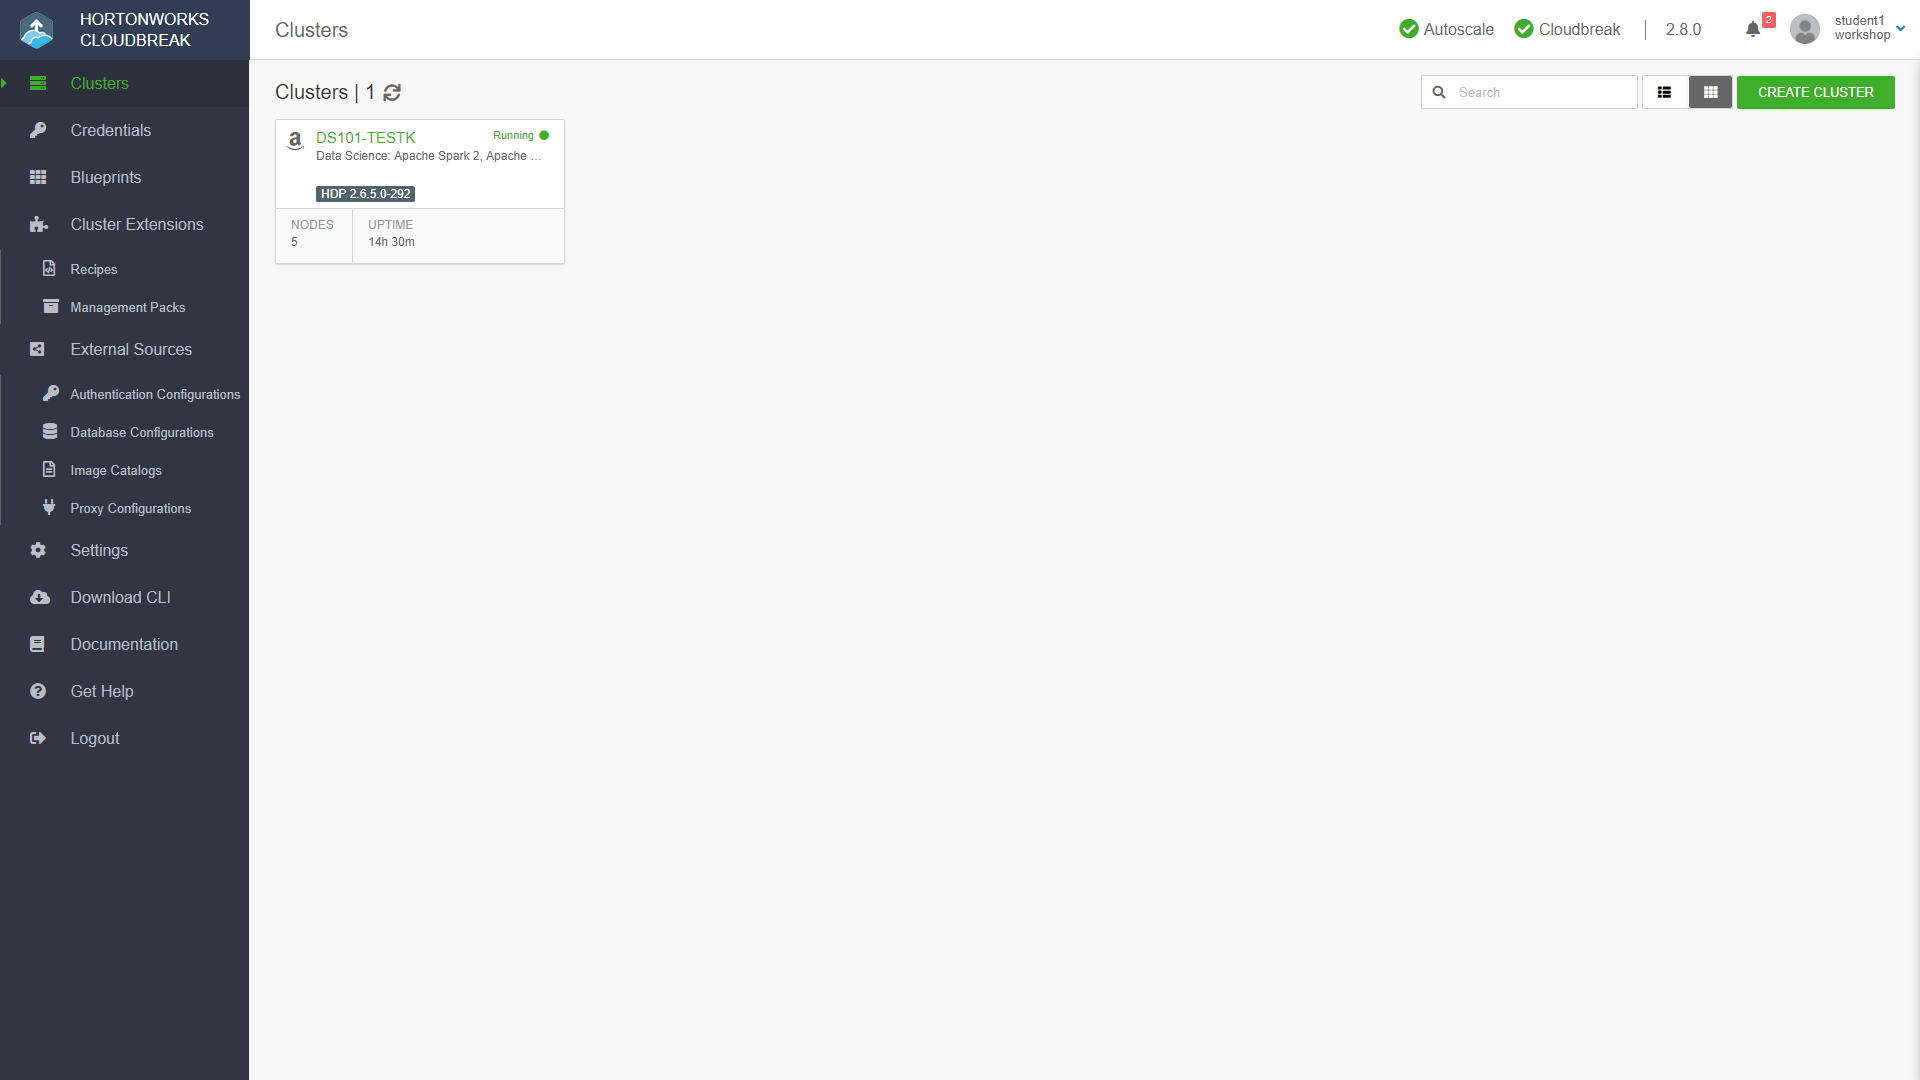 HORTONWORKS
CLOUDBREAK
Clusters
Autoscale
Cloudbreak
2.8.0
2
student1
workshop
Clusters
Credentials
Blueprints
Cluster Extensions
Recipes
Management Packs
External Sources
Authentication Configurations
Database Configurations
Image Catalogs
Proxy Configurations
Settings
Download CLI
Documentation
Get Help
Logout
Clusters | 1
Search
CREATE CLUSTER
DS101-TESTK
Running
Data Science: Apache Spark 2, Apache ...
HDP 2.6.5.0-292
NODES
5
UPTIME
14h 30m